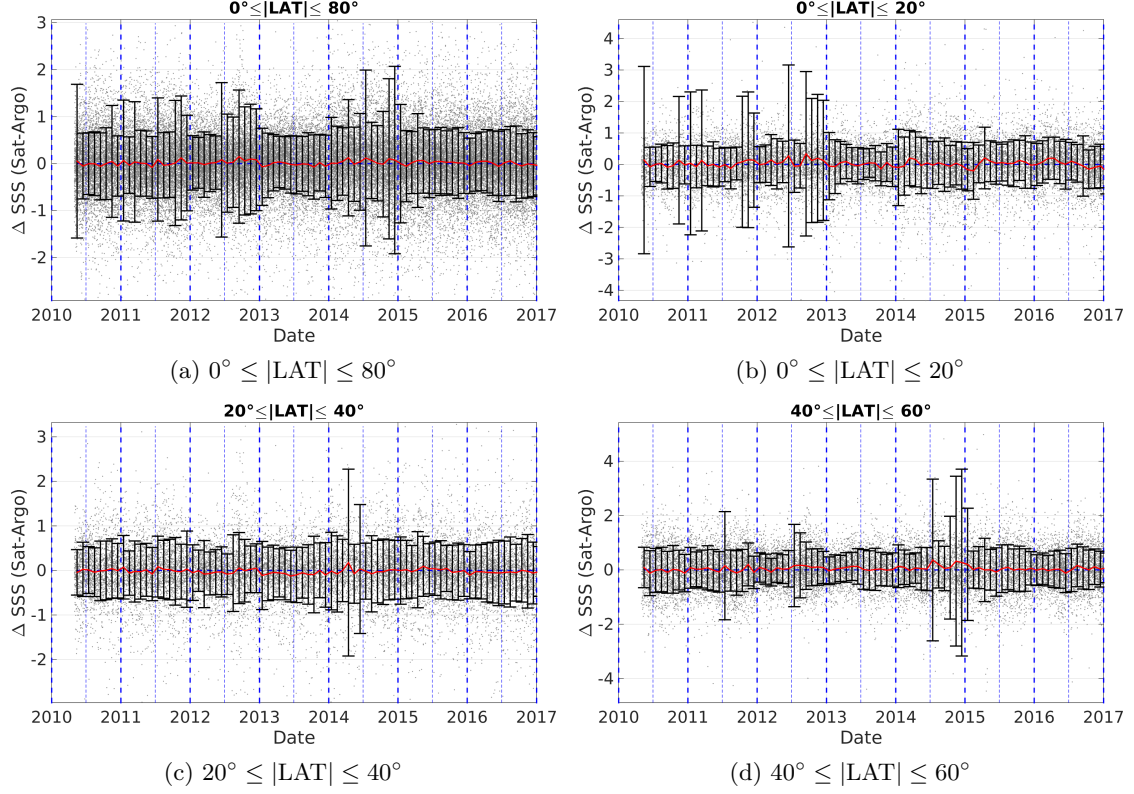 0°≤|LAT|≤ 80°
3
2
1
0
-1
-2
Δ SSS (Sat-Argo)
2010 2011 2012 2013 2014 2015 2016 2017
Date
(a) 0° ≤ |LAT| ≤ 80°
0°≤|LAT|≤ 20°
4
3
2
1
0
-1
-2
-3
-4
Δ SSS (Sat-Argo)
2010 2011 2012 2013 2014 2015 2016 2017
Date
(b) 0° ≤ |LAT| ≤ 20°
20°≤|LAT|≤ 40°
3
2
1
0
-1
-2
Δ SSS (Sat-Argo)
2010 2011 2012 2013 2014 2015 2016 2017
Date
(c) 20° ≤ |LAT| ≤ 40°
40°≤|LAT|≤ 60°
4
2
0
-2
-4
Δ SSS (Sat-Argo)
2010 2011 2012 2013 2014 2015 2016 2017
Date
(d) 40° ≤ |LAT| ≤ 60°